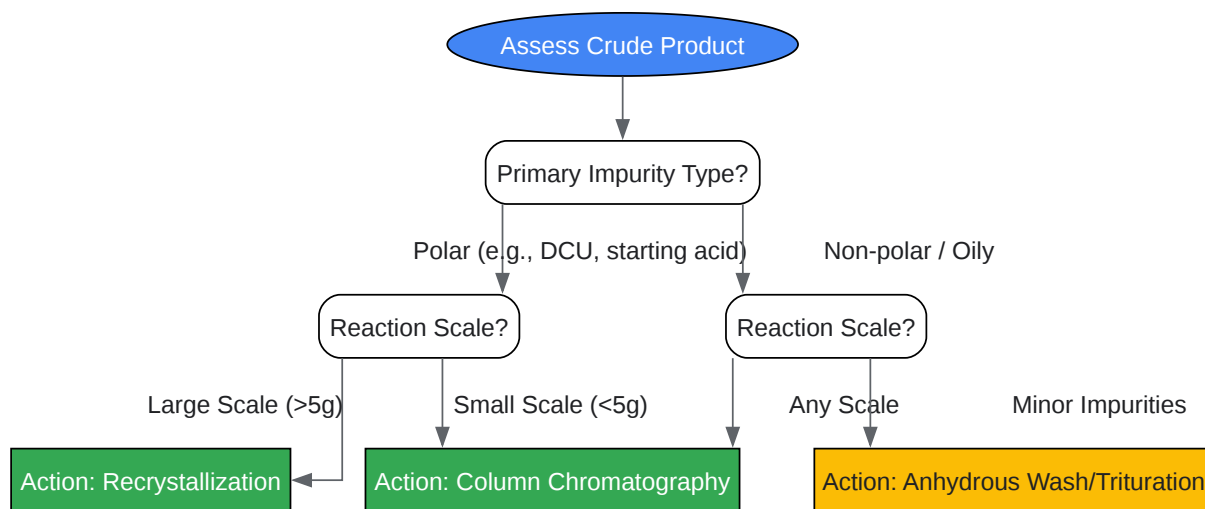 Assess Crude Product
Primary Impurity Type?
Polar (e.g., DCU, starting acid)
Non-polar / Oily
Reaction Scale?
Reaction Scale?
Large Scale (>5g)
Small Scale (<5g)
Any Scale
Minor Impurities
Action: Recrystallization
Action: Column Chromatography
Action: Anhydrous Wash/Trituration